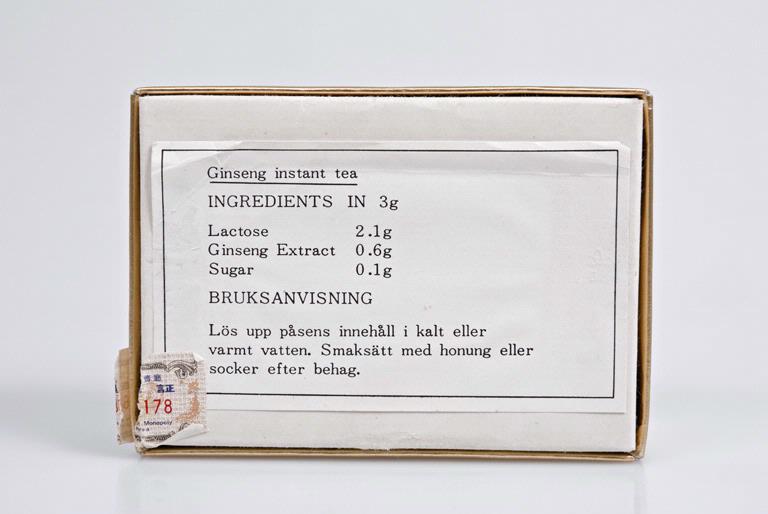 Ginseng instant tea
INGREDIENTS IN 3g
Lactose 2.1g
Ginseng Extract 0.6g
Sugar 0.1g
BRUKSANVISNING
Lös upp påsens innehåll i kalt eller
varmt vatten. Smaksätt med honung eller
socker efter behag.
178
Monopoly